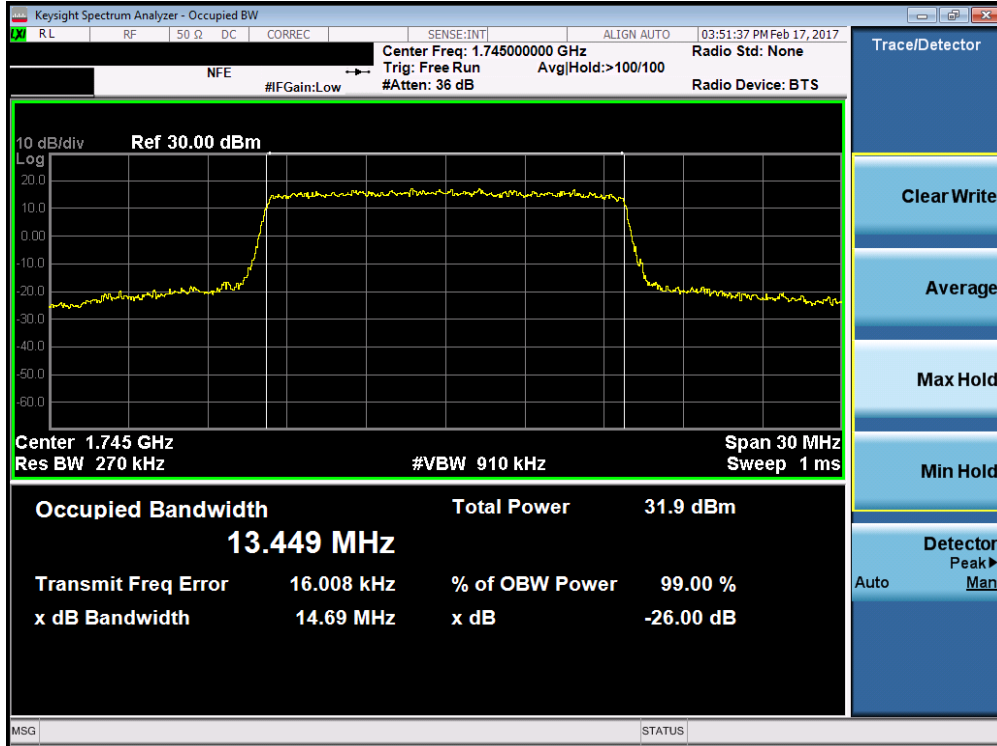 Keysight Spectrum Analyzer - Occupied BW
LXI RL RF 50 Ω DC CORREC SENSE:INT ALIGN AUTO 03:51:37 PM Feb 17, 2017
Center Freq: 1.745000000 GHz Radio Std: None
NFE Trig: Free Run Avg|Hold:>100/100
#IFGain:Low #Atten: 36 dB Radio Device: BTS
10 dB/div Ref 30.00 dBm
Log
20.0
10.0
0.00
-10.0
-20.0
-30.0
-40.0
-50.0
-60.0
Center 1.745 GHz Span 30 MHz
Res BW 270 kHz #VBW 910 kHz Sweep 1 ms
Occupied Bandwidth Total Power 31.9 dBm
13.449 MHz
Transmit Freq Error 16.008 kHz % of OBW Power 99.00 %
x dB Bandwidth 14.69 MHz x dB -26.00 dB
MSG STATUS
Trace/Detector
Clear Write
Average
Max Hold
Min Hold
Detector
Peak▶
Auto Man